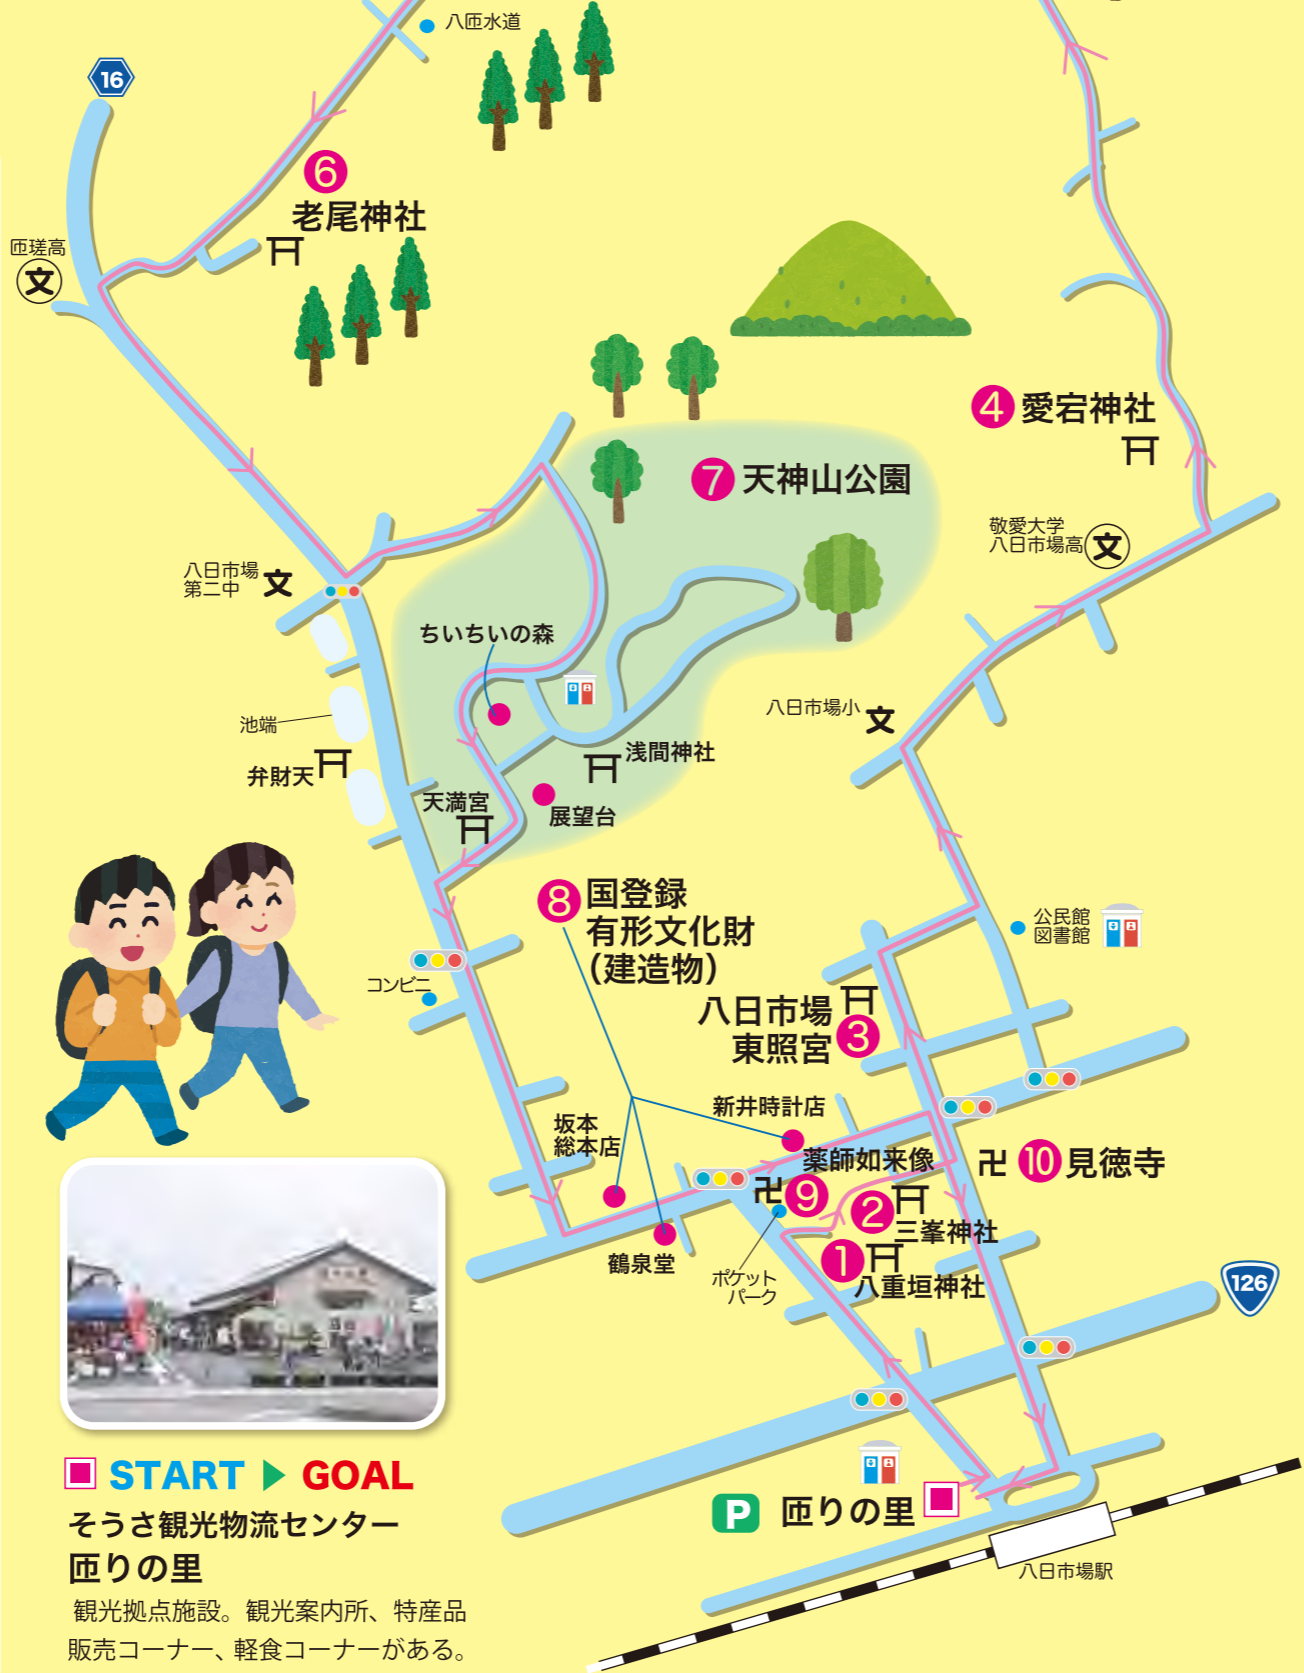 八匝水道
16
6
老尾神社
匝瑳高
文
4 愛宕神社
7 天神山公園
敬愛大学
八日市場高
文
八日市場
第二中
文
ちいちいの森
池端
八日市場小
文
弁財天
浅間神社
天満宮
展望台
8 国登録
有形文化財
（建造物）
公民館
図書館
コンビニ
八日市場
東照宮
3
新井時計店
坂本
総本店
薬師如来像
卍 9
卍 10 見徳寺
2
三峯神社
鶴泉堂
ポケット
パーク
1
八重垣神社
126
START ▶ GOAL
そうさ観光物流センター
匝りの里
観光拠点施設。観光案内所、特産品
販売コーナー、軽食コーナーがある。
P 匝りの里
八日市場駅